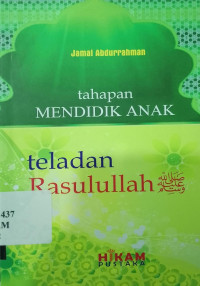 Jamal Abdurrahman
tahapan
MENDIDIK ANAK
teladan
Rasulullah ﷺ
437
M
HIKAM
PUSTAKA